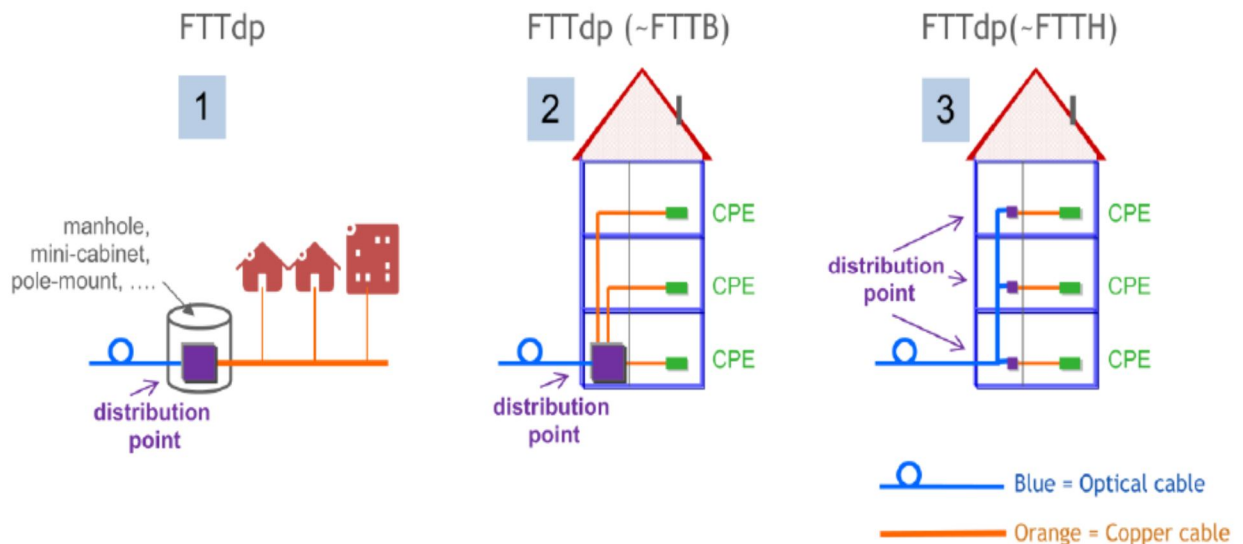 FTTdp
1
manhole,
mini-cabinet,
pole-mount, ....
distribution
point
FTTdp (~FTTB)
2
CPE
CPE
CPE
distribution
point
FTTdp(~FTTH)
3
CPE
distribution
point
CPE
CPE
Blue = Optical cable
Orange = Copper cable